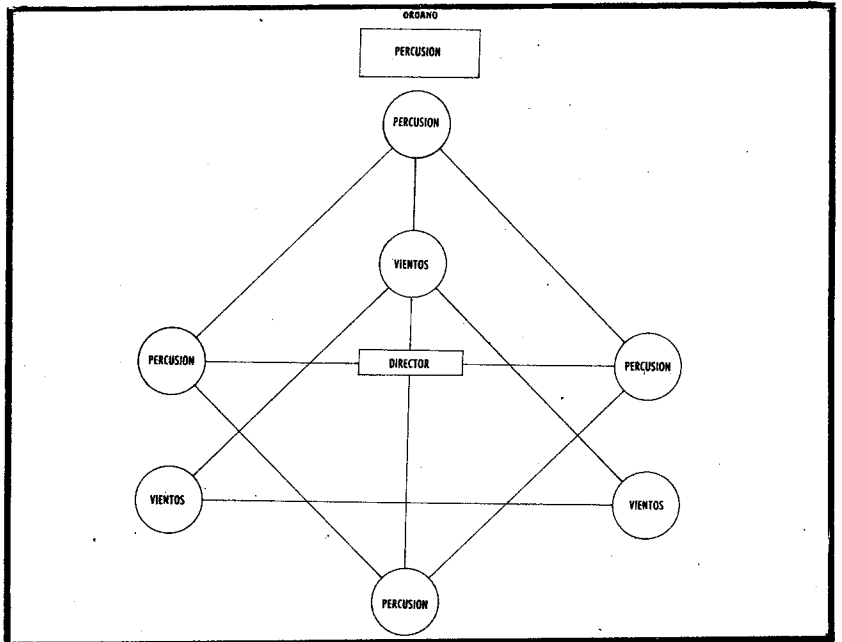 ORGANO
PERCUSION
PERCUSION
VIENTOS
PERCUSION
DIRECTOR
PERCUSION
VIENTOS
VIENTOS
PERCUSION